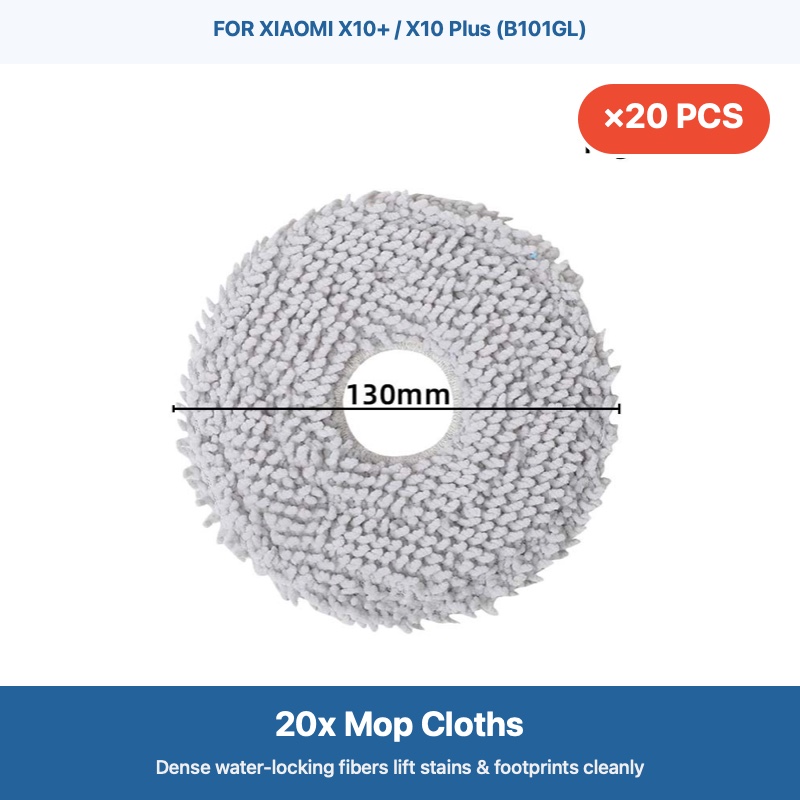 FOR XIAOMI X10+ / X10 Plus (B101GL)
×20 PCS
130mm
20x Mop Cloths
Dense water-locking fibers lift stains & footprints cleanly